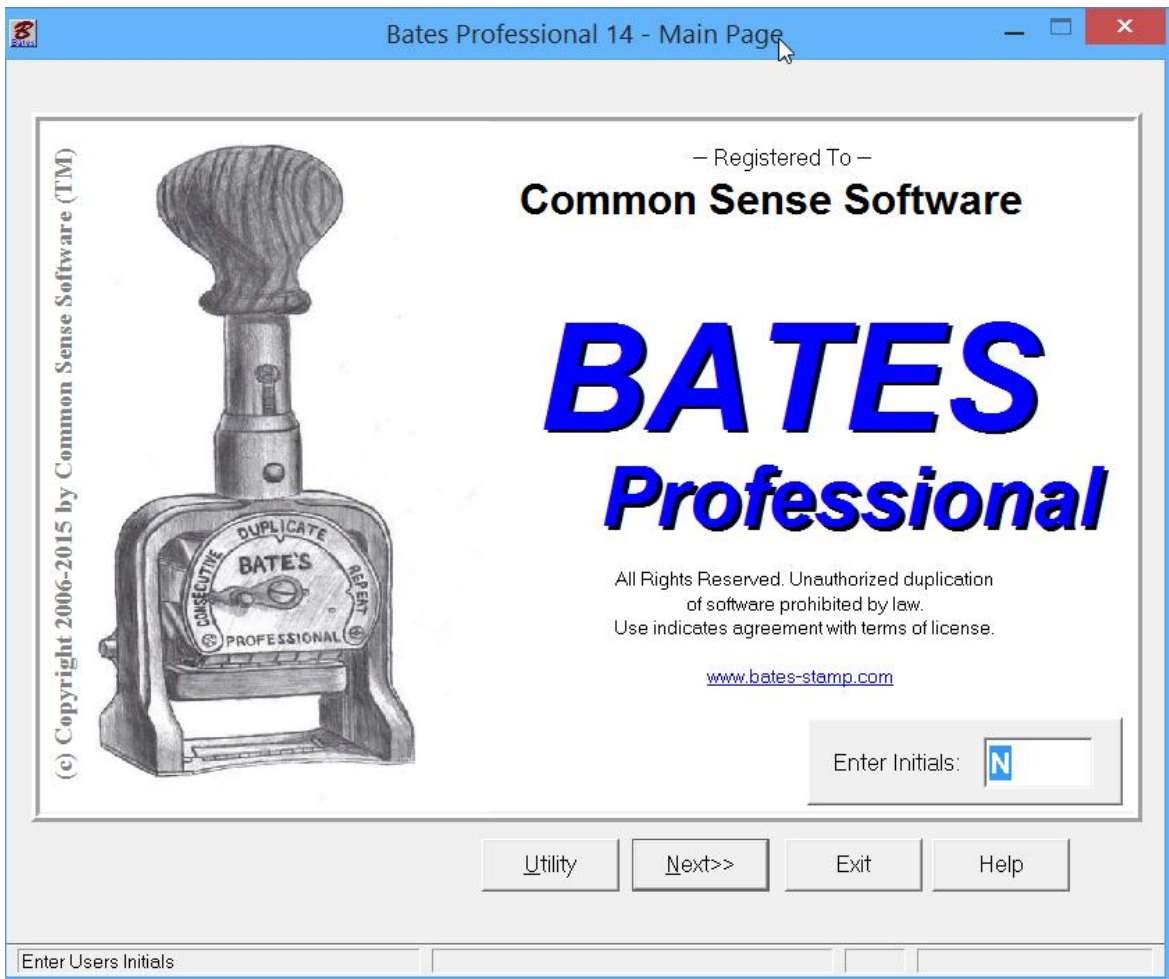 Bates
Bates Professional 14 - Main Page
(c) Copyright 2006-2015 by Common Sense Software (TM)
CONSECUTIVE DUPLICATE REPEAT
BATE'S
PROFESSIONAL
– Registered To –
Common Sense Software
BATES
Professional
All Rights Reserved. Unauthorized duplication
of software prohibited by law.
Use indicates agreement with terms of license.
www.bates-stamp.com
Enter Initials: N
Utility Next>> Exit Help
Enter Users Initials